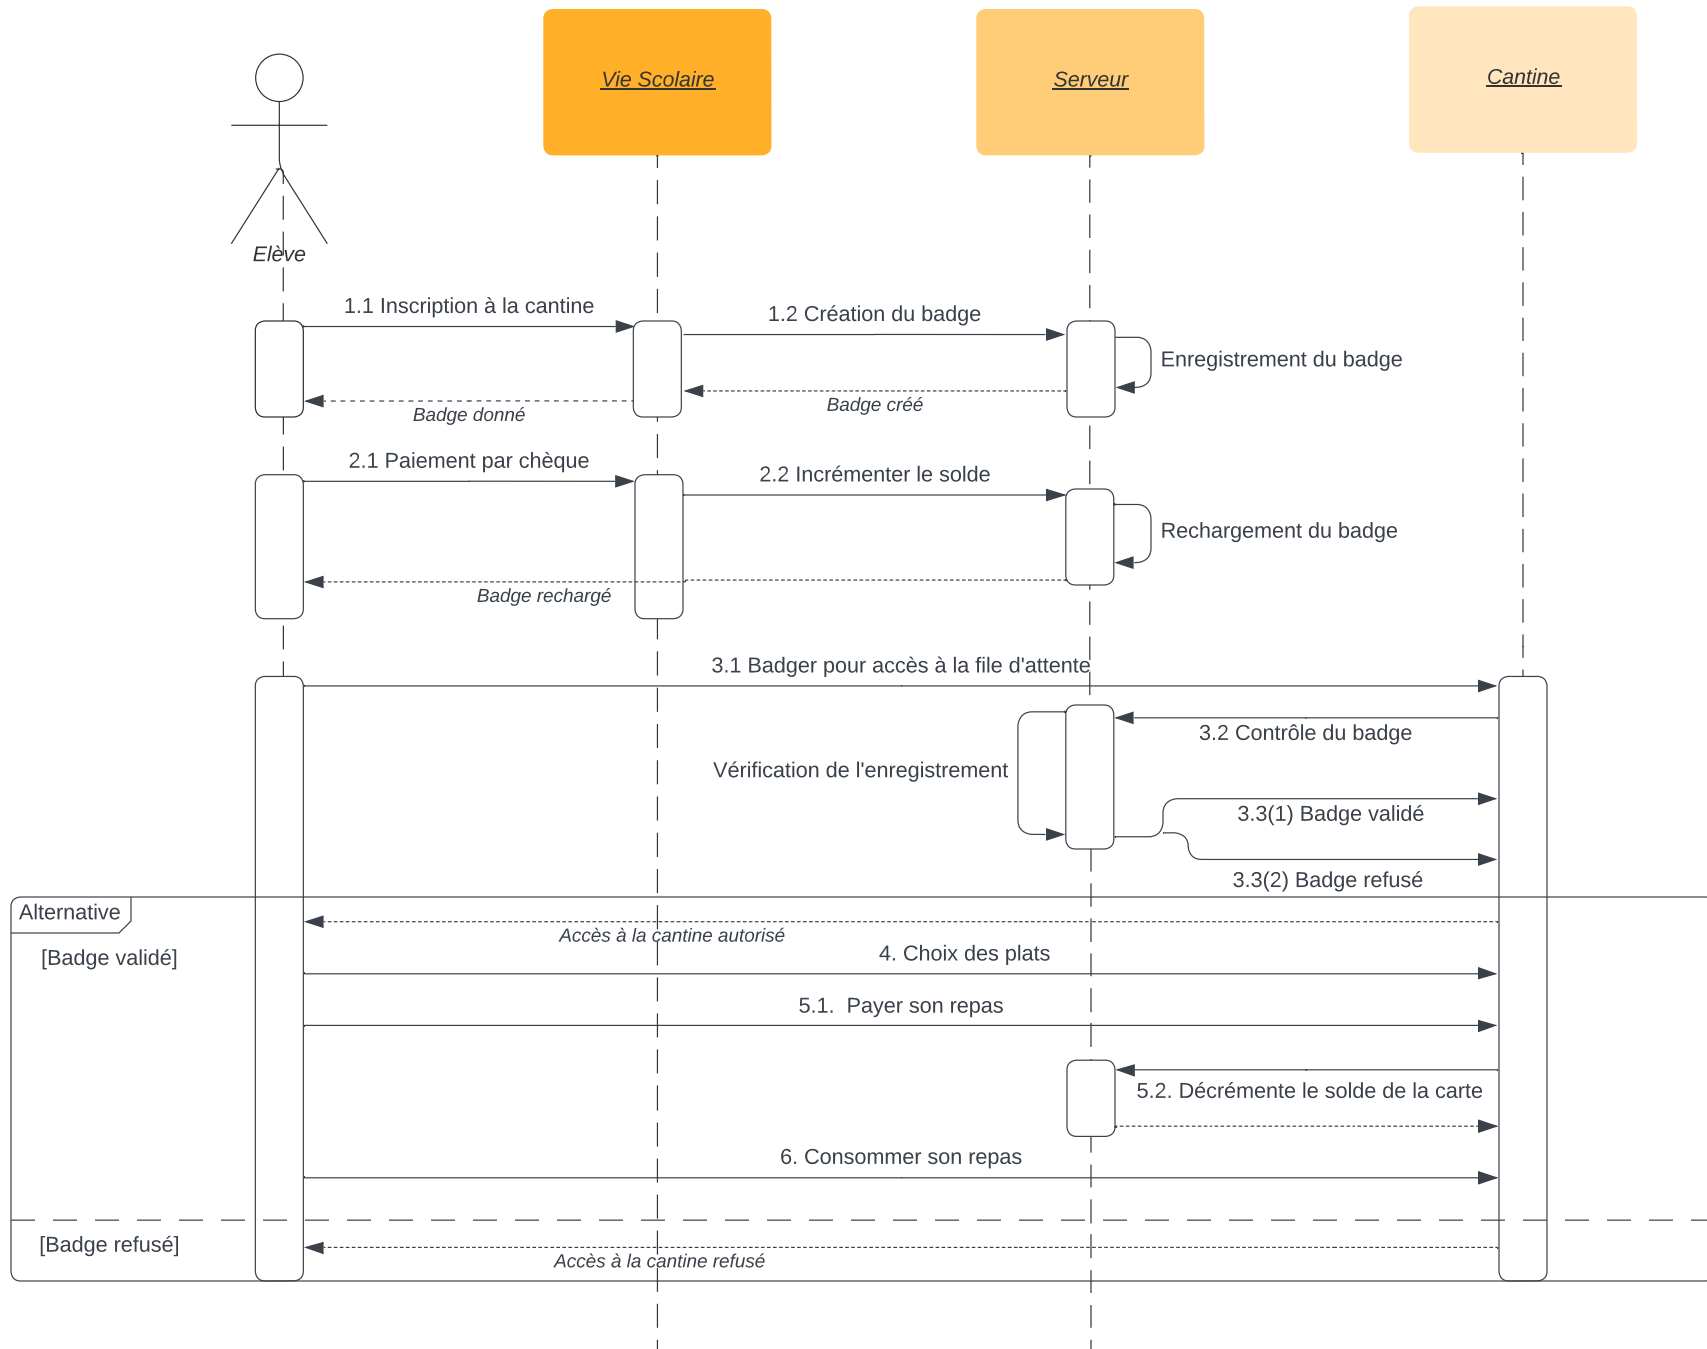 Vie Scolaire
Serveur
Cantine
Elève
1.1 Inscription à la cantine
1.2 Création du badge
Enregistrement du badge
Badge créé
Badge donné
2.1 Paiement par chèque
2.2 Incrémenter le solde
Rechargement du badge
Badge rechargé
3.1 Badger pour accès à la file d'attente
3.2 Contrôle du badge
Vérification de l'enregistrement
3.3(1) Badge validé
3.3(2) Badge refusé
Alternative
Accès à la cantine autorisé
[Badge validé]
4. Choix des plats
5.1.  Payer son repas
5.2. Décrémente le solde de la carte
6. Consommer son repas
[Badge refusé]
Accès à la cantine refusé